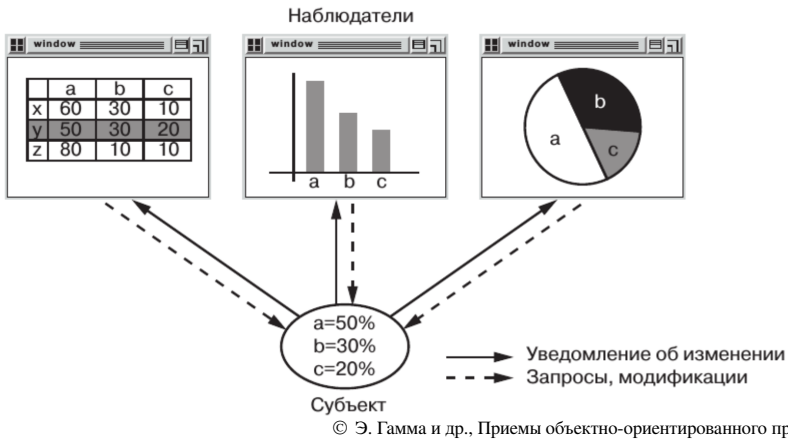 Наблюдатели
window
window
window
a b c
x 60 30 10
y 50 30 20
z 80 10 10
a b c
a
b
c
a=50%
b=30%
c=20%
Субъект
Уведомление об изменении
Запросы, модификации
© Э. Гамма и др., Приемы объектно-ориентированного пр